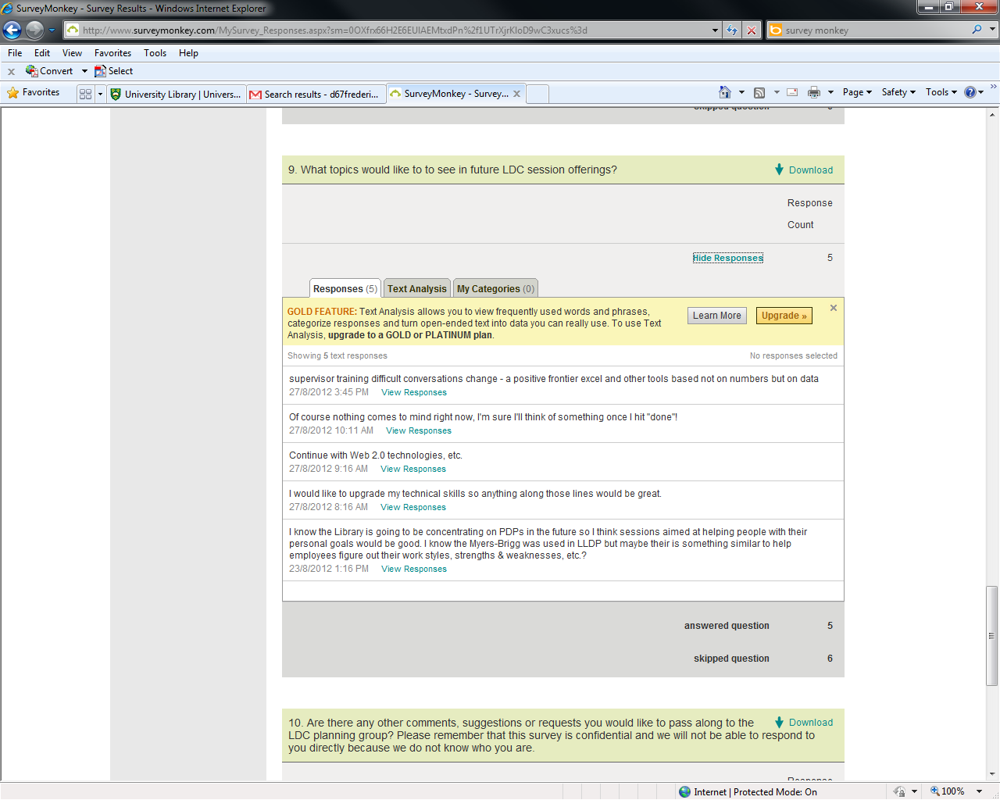 SurveyMonkey - Survey Results - Windows Internet Explorer
http://www.surveymonkey.com/MySurvey_Responses.aspx?sm=
survey monkey
File Edit View Favorites Tools Help
x Convert Select
Favorites University Library | Univers... Search results - d67frederi... SurveyMonkey - Survey... Page Safety Tools
skipped question
9. What topics would like to to see in future LDC session offerings? Download
Response
Count
Hide Responses 5
Responses (5) Text Analysis My Categories (0)
GOLD FEATURE: Text Analysis allows you to view frequently used words and phrases,
categorize responses and turn open-ended text into data you can really use. To use Text
Analysis, upgrade to a GOLD or PLATINUM plan.
Learn More Upgrade »
Showing 5 text responses No responses selected
supervisor training difficult conversations change - a positive frontier excel and other tools based not on numbers but on data
27/8/2012 3:45 PM View Responses
Of course nothing comes to mind right now, I'm sure I'll think of something once I hit "done"!
27/8/2012 10:11 AM View Responses
Continue with Web 2.0 technologies, etc.
27/8/2012 9:16 AM View Responses
I would like to upgrade my technical skills so anything along those lines would be great.
27/8/2012 8:16 AM View Responses
I know the Library is going to be concentrating on PDPs in the future so I think sessions aimed at helping people with their
personal goals would be good. I know the Myers-Brigg was used in LLDP but maybe their is something similar to help
employees figure out their work styles, strengths & weaknesses, etc.?
23/8/2012 1:16 PM View Responses
answered question 5
skipped question 6
10. Are there any other comments, suggestions or requests you would like to pass along to the Download
LDC planning group? Please remember that this survey is confidential and we will not be able to respond to
you directly because we do not know who you are.
Response
Internet | Protected Mode: On 100%